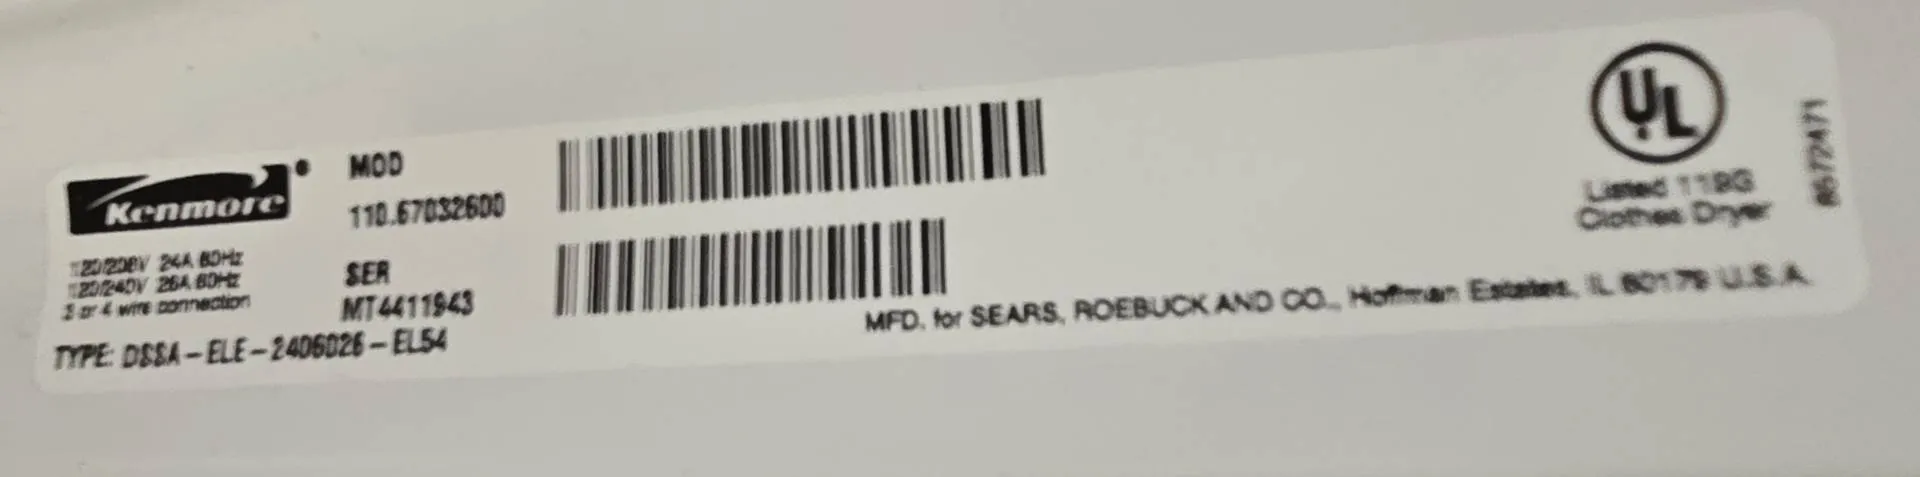 Kenmore®
120/208V 24A 60Hz
120/240V 26A 60Hz
3 or 4 wire connection
MOD
110.67032600
SER
MT4411943
TYPE: DSSA-ELE-2406026-EL54
UL
Listed 119G
Clothes Dryer
8572471
MFD. for SEARS, ROEBUCK AND CO., Hoffman Estates, IL 60179 U.S.A.